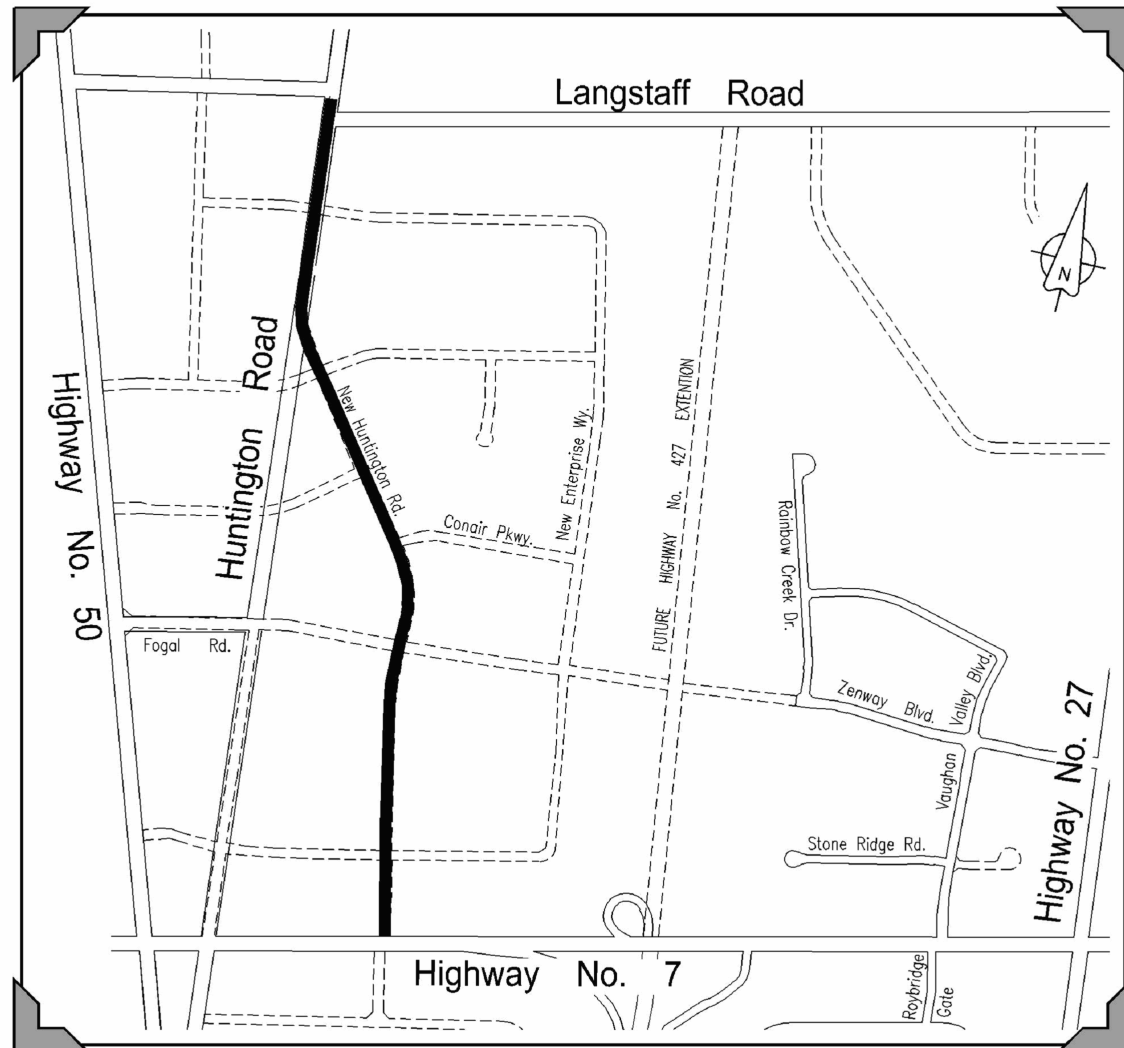 Langstaff Road
N
Huntington Road
Highway No. 50
New Huntington Rd.
New Enterprise Wy.
Conair Pkwy.
FUTURE HIGHWAY No. 427 EXTENTION
Rainbow Creek Dr.
Fogal Rd.
Zenway Blvd.
Vaughan Valley Blvd.
Highway No. 27
Stone Ridge Rd.
Highway No. 7
Roybridge
Gate